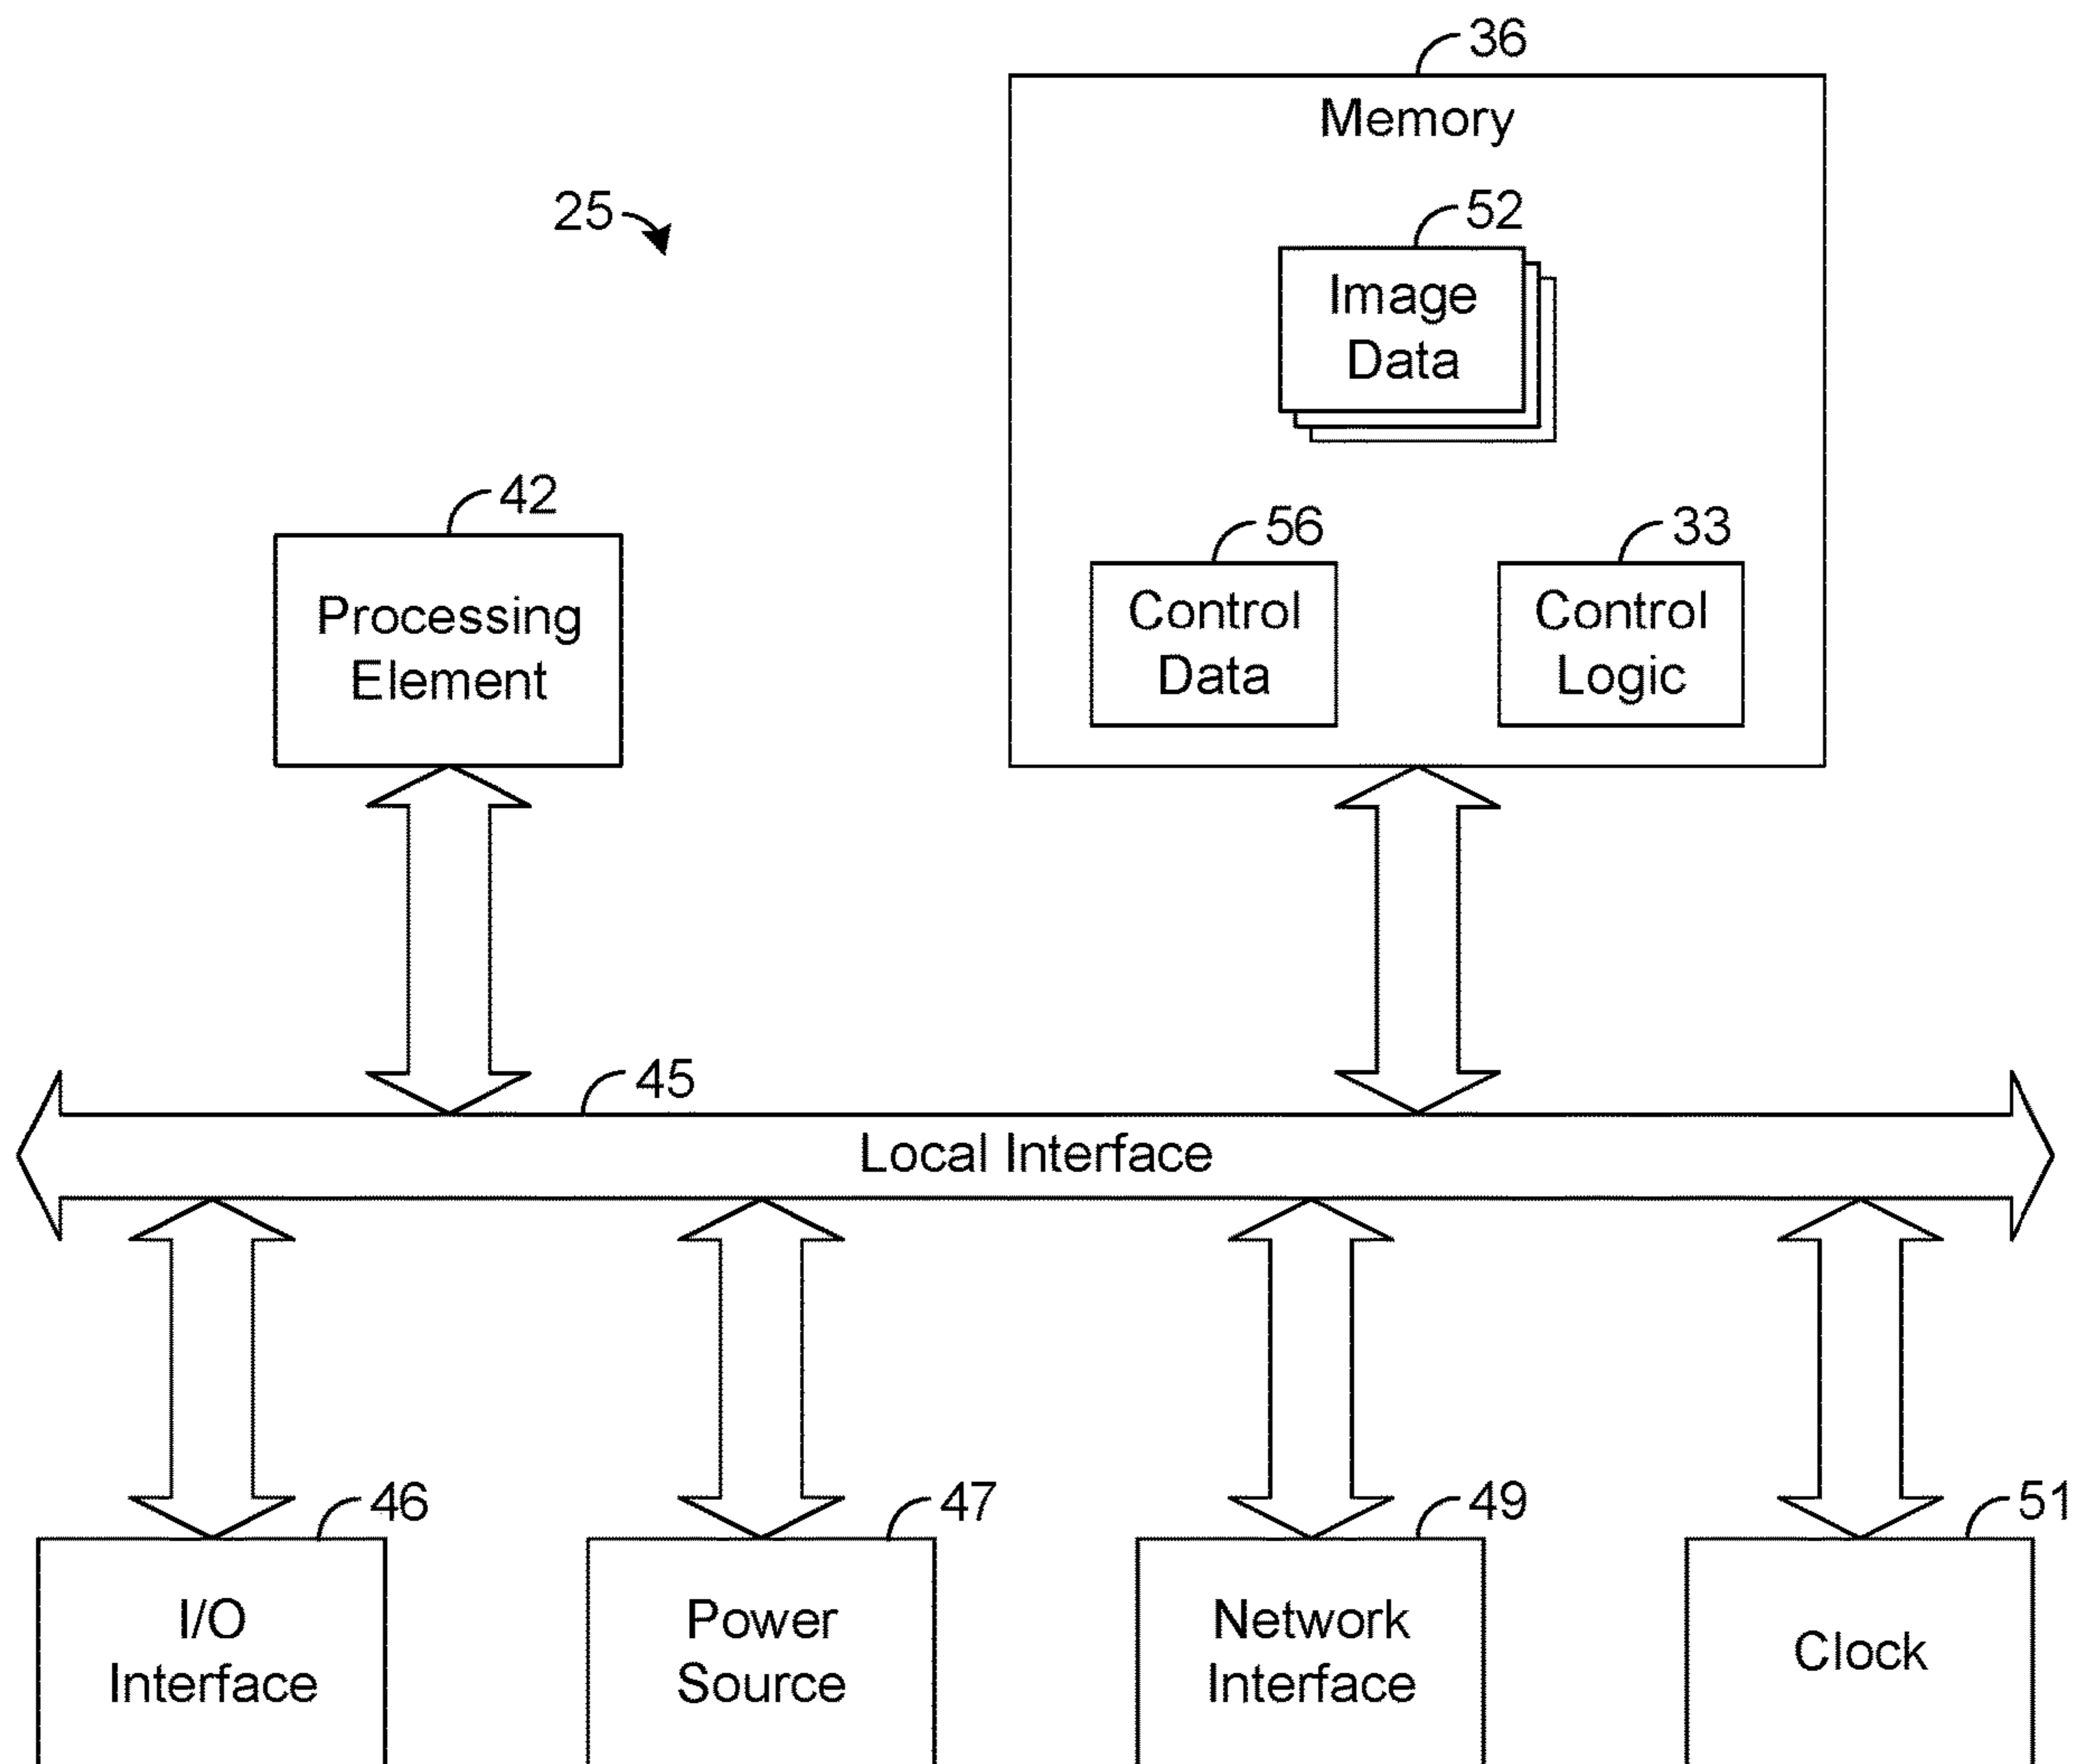 36
Memory
25
52
Image
Data
42
Processing
Element
56
Control
Data
33
Control
Logic
45
Local Interface
46
I/O
Interface
47
Power
Source
49
Network
Interface
51
Clock